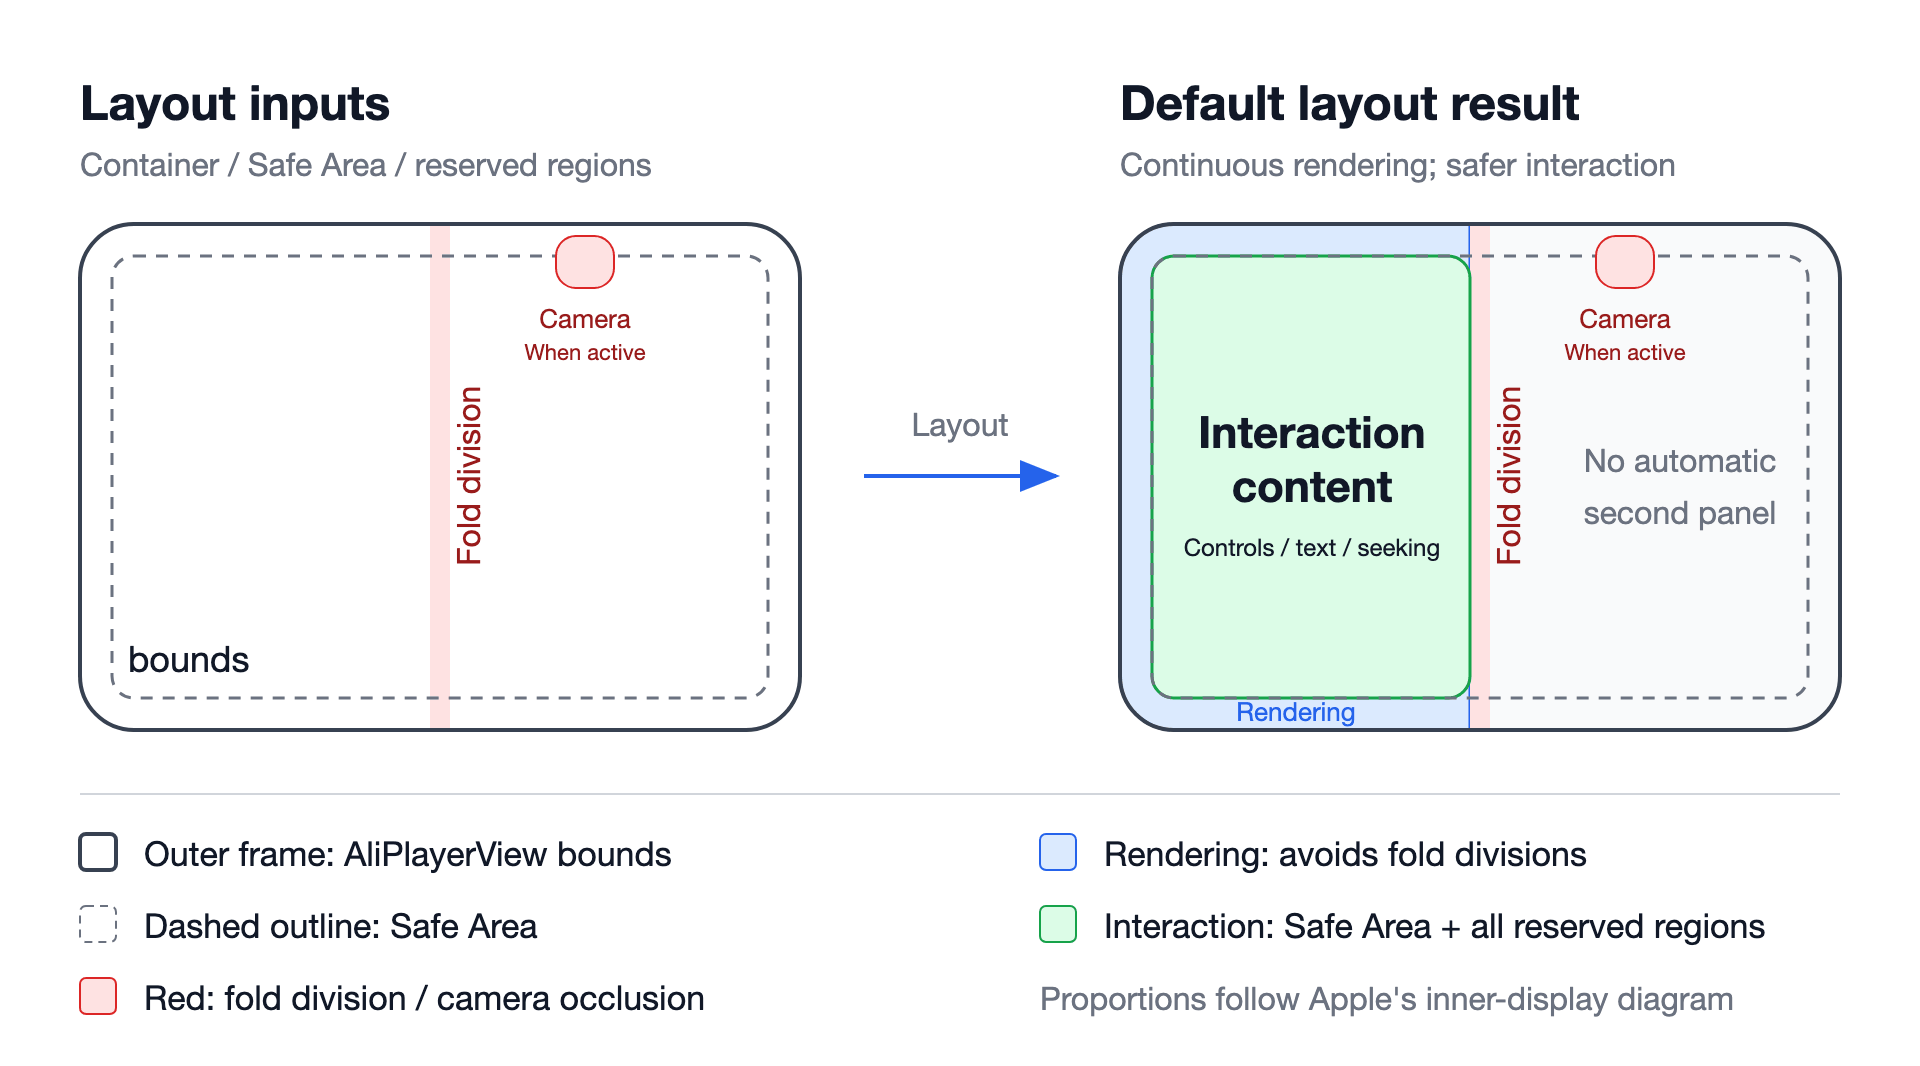 Layout inputs
Container / Safe Area / reserved regions
Camera
When active
Fold division
bounds
Layout
Default layout result
Continuous rendering; safer interaction
Camera
When active
Interaction
content
Controls / text / seeking
Fold division
No automatic
second panel
Rendering
Outer frame: AliPlayerView bounds
Dashed outline: Safe Area
Red: fold division / camera occlusion
Rendering: avoids fold divisions
Interaction: Safe Area + all reserved regions
Proportions follow Apple's inner-display diagram